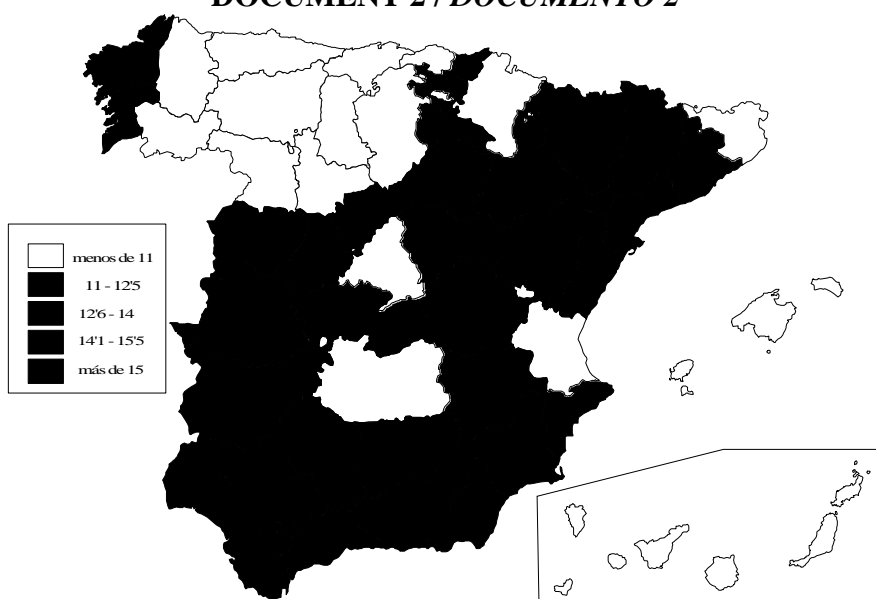 DOCUMENT 2 / DOCUMENTO 2
menos de 11
11 - 12'5
12'6 - 14
14'1 - 15'5
más de 15